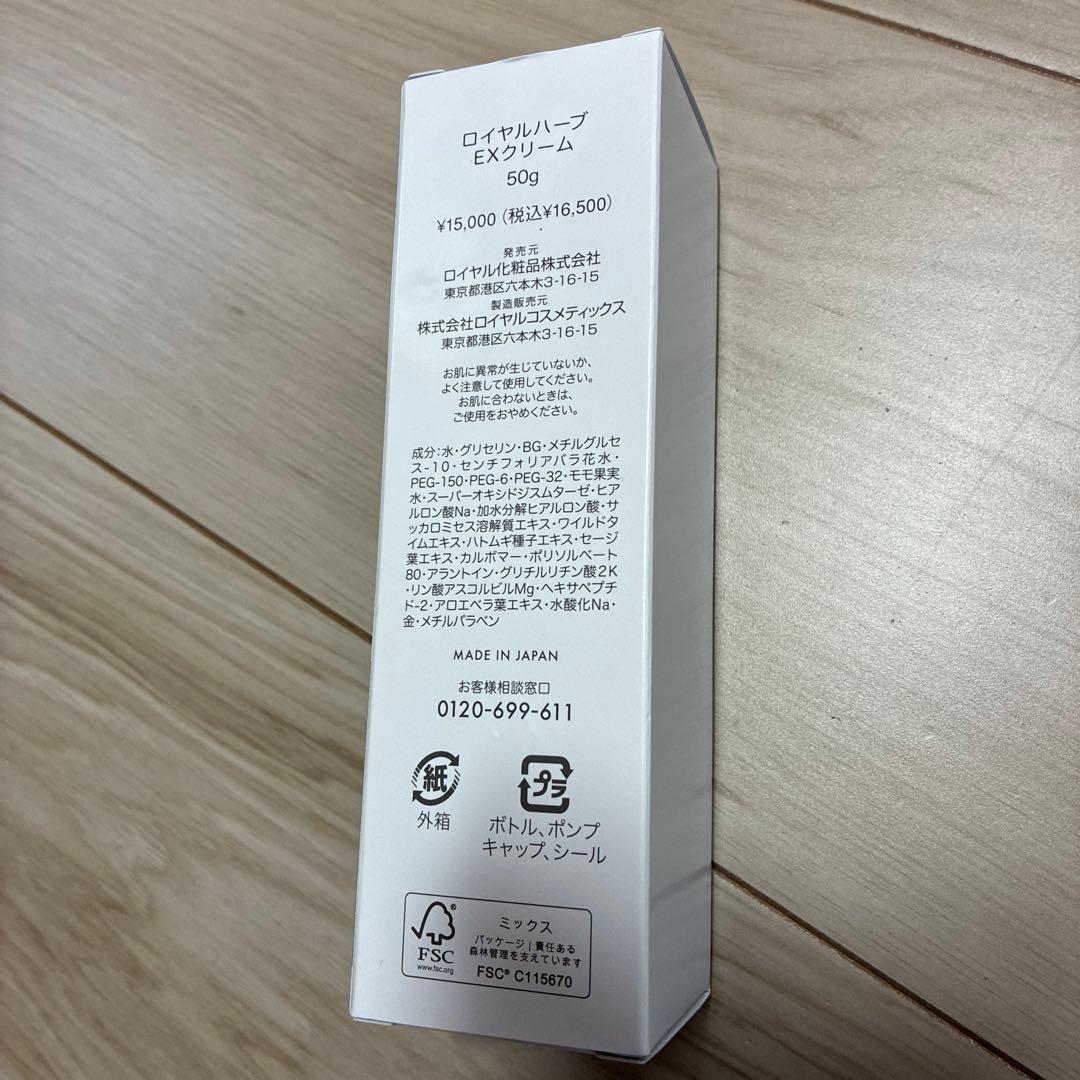 ロイヤルハーブ
EXクリーム
50g
¥15,000（税込¥16,500）
発売元
ロイヤル化粧品株式会社
東京都港区六本木3-16-15
製造販売元
株式会社ロイヤルコスメティックス
東京都港区六本木3-16-15
お肌に異常が生じていないか、
よく注意して使用してください。
お肌に合わないときは、
ご使用をおやめください。
成分：水・グリセリン・BG・メチルグルセ
ス-10・センチフォリアバラ花水・
PEG-150・PEG-6・PEG-32・モモ果実
水・スーパーオキシドジスムターゼ・ヒア
ルロン酸Na・加水分解ヒアルロン酸・サ
ッカロミセス溶解質エキス・ワイルドタ
イムエキス・ハトムギ種子エキス・セージ
葉エキス・カルボマー・ポリソルベート
80・アラントイン・グリチルリチン酸2K
・リン酸アスコルビルMg・ヘキサペプチ
ド-2・アロエベラ葉エキス・水酸化Na・
金・メチルパラベン
MADE IN JAPAN
お客様相談窓口
0120-699-611
紙
外箱
プラ
ボトル、ポンプ
キャップ、シール
FSC
www.fsc.org
ミックス
パッケージ｜責任ある
森林管理を支えています
FSC® C115670